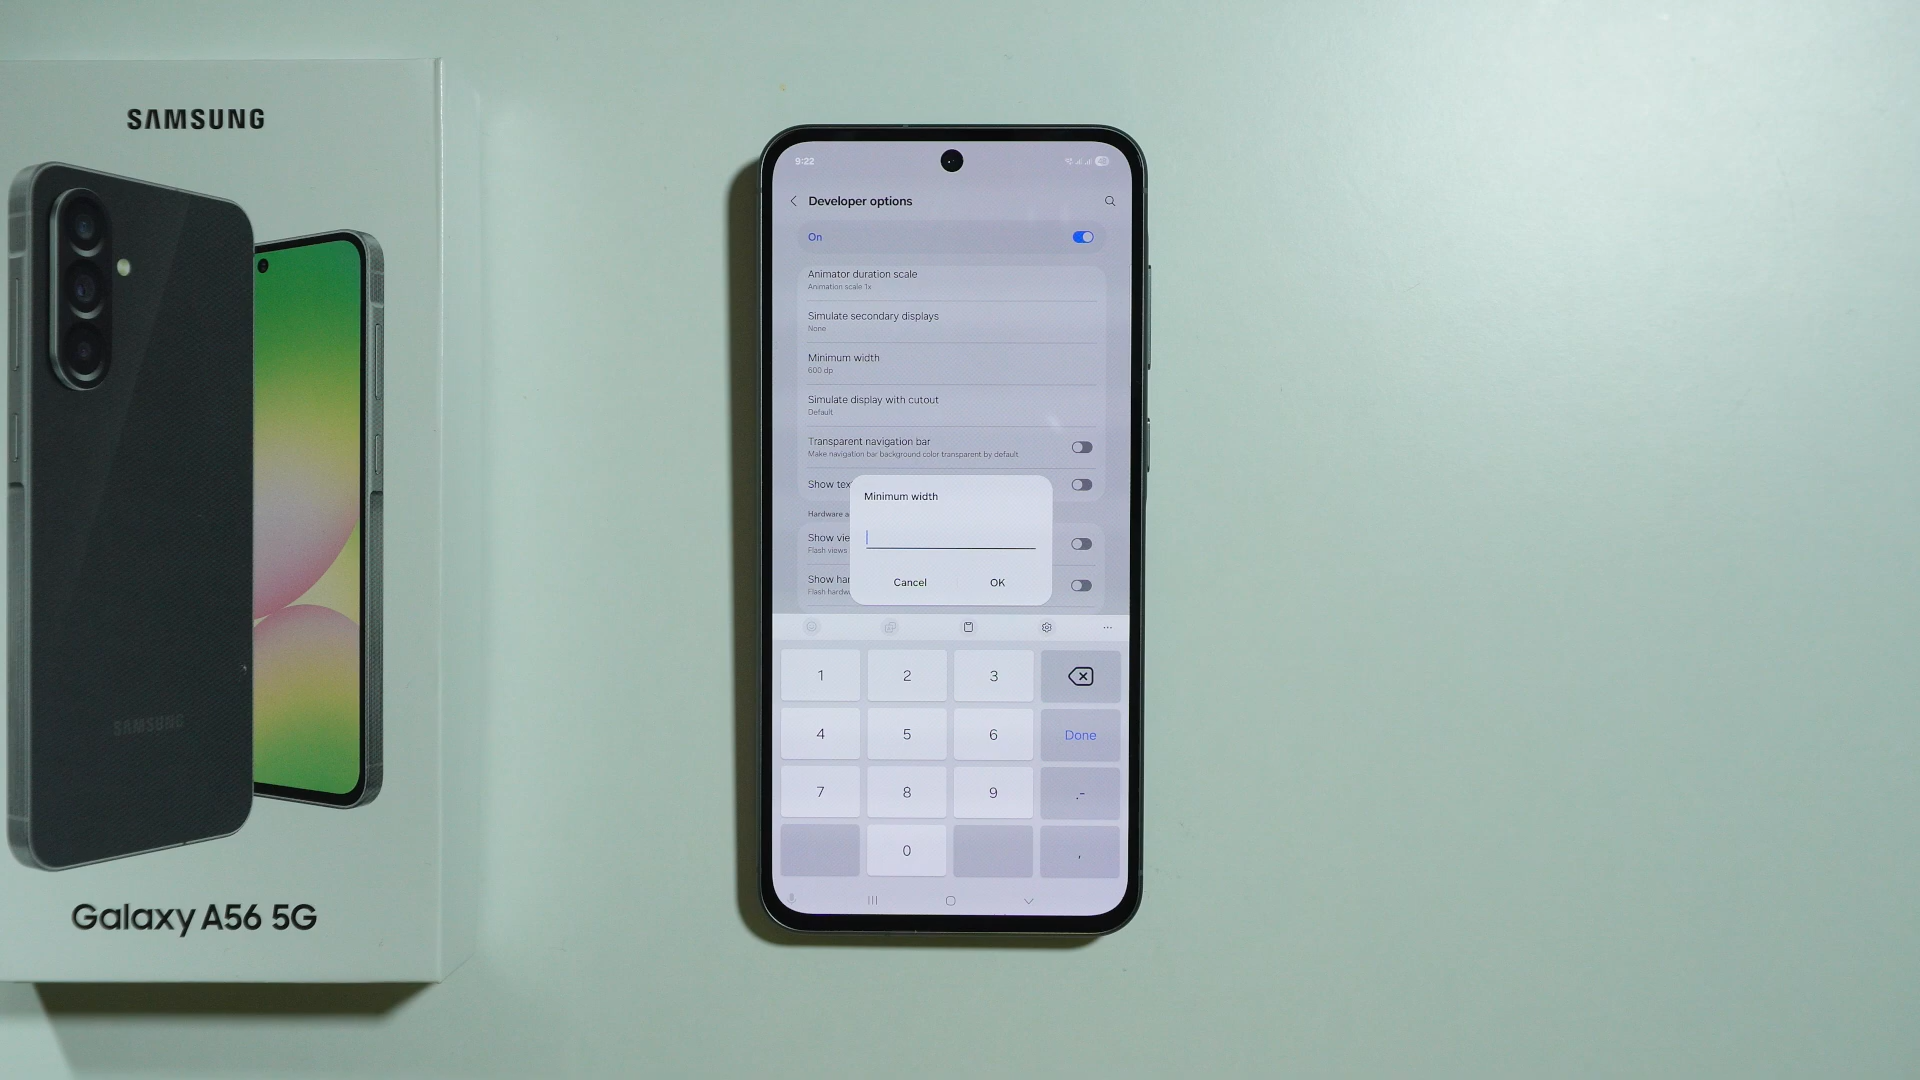 SAMSUNG
SAMSUNG
Galaxy A56 5G
9:22
Developer options
On
Animator duration scale
Animation scale 1x
Simulate secondary displays
None
Minimum width
600 dp
Simulate display with cutout
Default
Transparent navigation bar
Make navigation bar background color transparent by default
Show tex
Hardware a
Show vie
Flash views
Show har
Flash hardw
Minimum width
Cancel
OK
1 2 3
4 5 6 Done
7 8 9 .-
0 ,